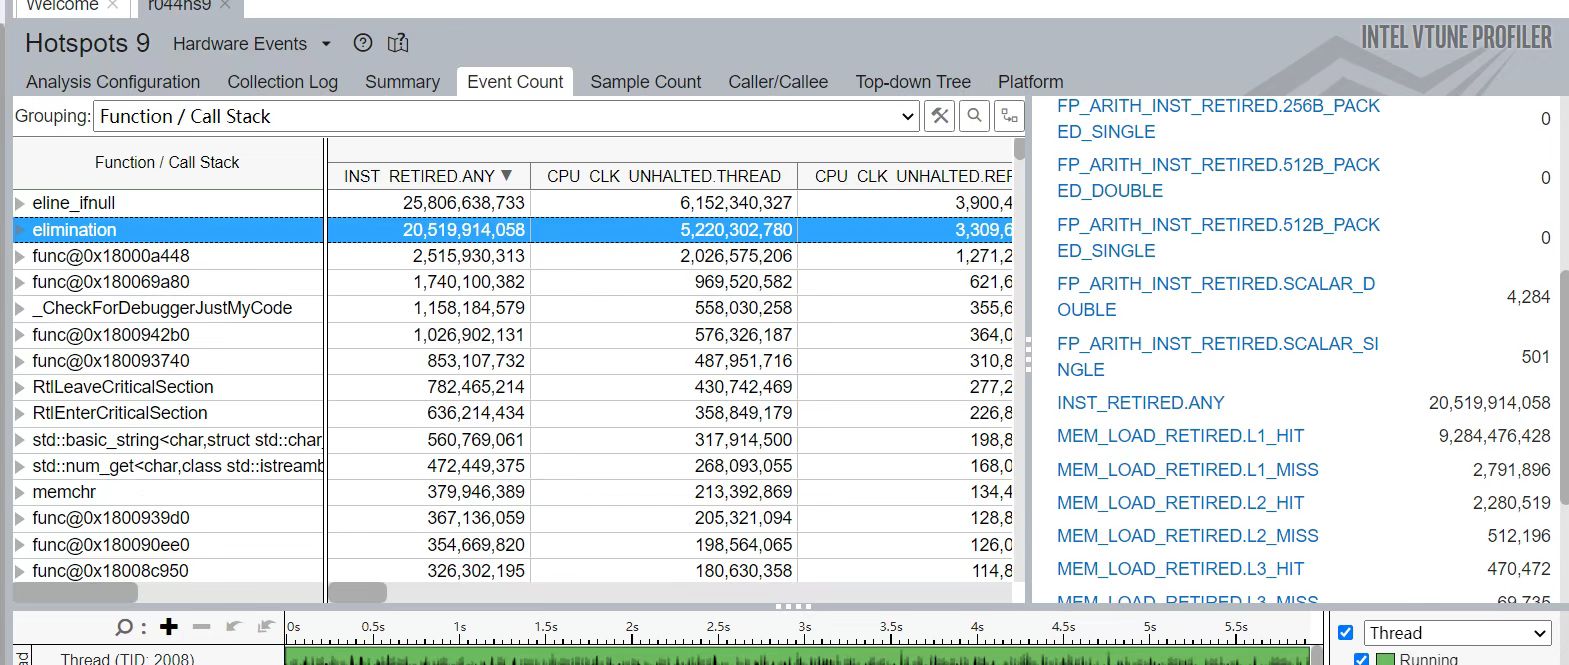 Welcome ×
r044hs9 ×
Hotspots 9 Hardware Events
INTEL VTUNE PROFILER
Analysis Configuration Collection Log Summary Event Count Sample Count Caller/Callee Top-down Tree Platform
Grouping: Function / Call Stack
Function / Call Stack
INST_RETIRED.ANY ▼ CPU_CLK_UNHALTED.THREAD CPU_CLK_UNHALTED.REF
eline_ifnull 25,806,638,733 6,152,340,327 3,900,4
elimination 20,519,914,058 5,220,302,780 3,309,6
func@0x18000a448 2,515,930,313 2,026,575,206 1,271,2
func@0x180069a80 1,740,100,382 969,520,582 621,6
_CheckForDebuggerJustMyCode 1,158,184,579 558,030,258 355,6
func@0x1800942b0 1,026,902,131 576,326,187 364,0
func@0x180093740 853,107,732 487,951,716 310,8
RtlLeaveCriticalSection 782,465,214 430,742,469 277,2
RtlEnterCriticalSection 636,214,434 358,849,179 226,8
std::basic_string<char,struct std::char_ 560,769,061 317,914,500 198,8
std::num_get<char,class std::istreamb 472,449,375 268,093,055 168,0
memchr 379,946,389 213,392,869 134,4
func@0x1800939d0 367,136,059 205,321,094 128,8
func@0x180090ee0 354,669,820 198,564,065 126,0
func@0x18008c950 326,302,195 180,630,358 114,8
FP_ARITH_INST_RETIRED.256B_PACK
ED_SINGLE 0
FP_ARITH_INST_RETIRED.512B_PACK
ED_DOUBLE 0
FP_ARITH_INST_RETIRED.512B_PACK
ED_SINGLE 0
FP_ARITH_INST_RETIRED.SCALAR_D
OUBLE 4,284
FP_ARITH_INST_RETIRED.SCALAR_SI
NGLE 501
INST_RETIRED.ANY 20,519,914,058
MEM_LOAD_RETIRED.L1_HIT 9,284,476,428
MEM_LOAD_RETIRED.L1_MISS 2,791,896
MEM_LOAD_RETIRED.L2_HIT 2,280,519
MEM_LOAD_RETIRED.L2_MISS 512,196
MEM_LOAD_RETIRED.L3_HIT 470,472
MEM_LOAD_RETIRED.L3_MISS 69,735
0s 0.5s 1s 1.5s 2s 2.5s 3s 3.5s 4s 4.5s 5s 5.5s
Thread (TID: 2008)
Thread
Running